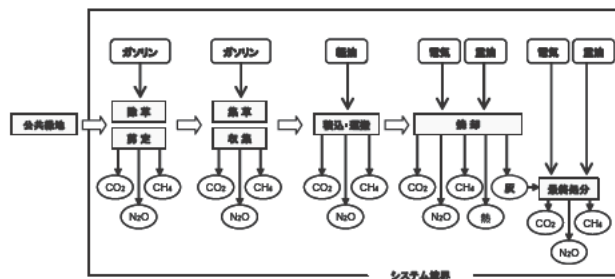 ガソリン ガソリン 軽油 電気 重油 電気 重油
公共緑地 除草 集草 積込・運搬 焼却
剪定 収集
CO2 CH4 CO2 CH4 CO2 CH4 CO2 CH4 灰 最終処分
N2O N2O N2O N2O 熱 CO2 CH4
N2O
システム境界